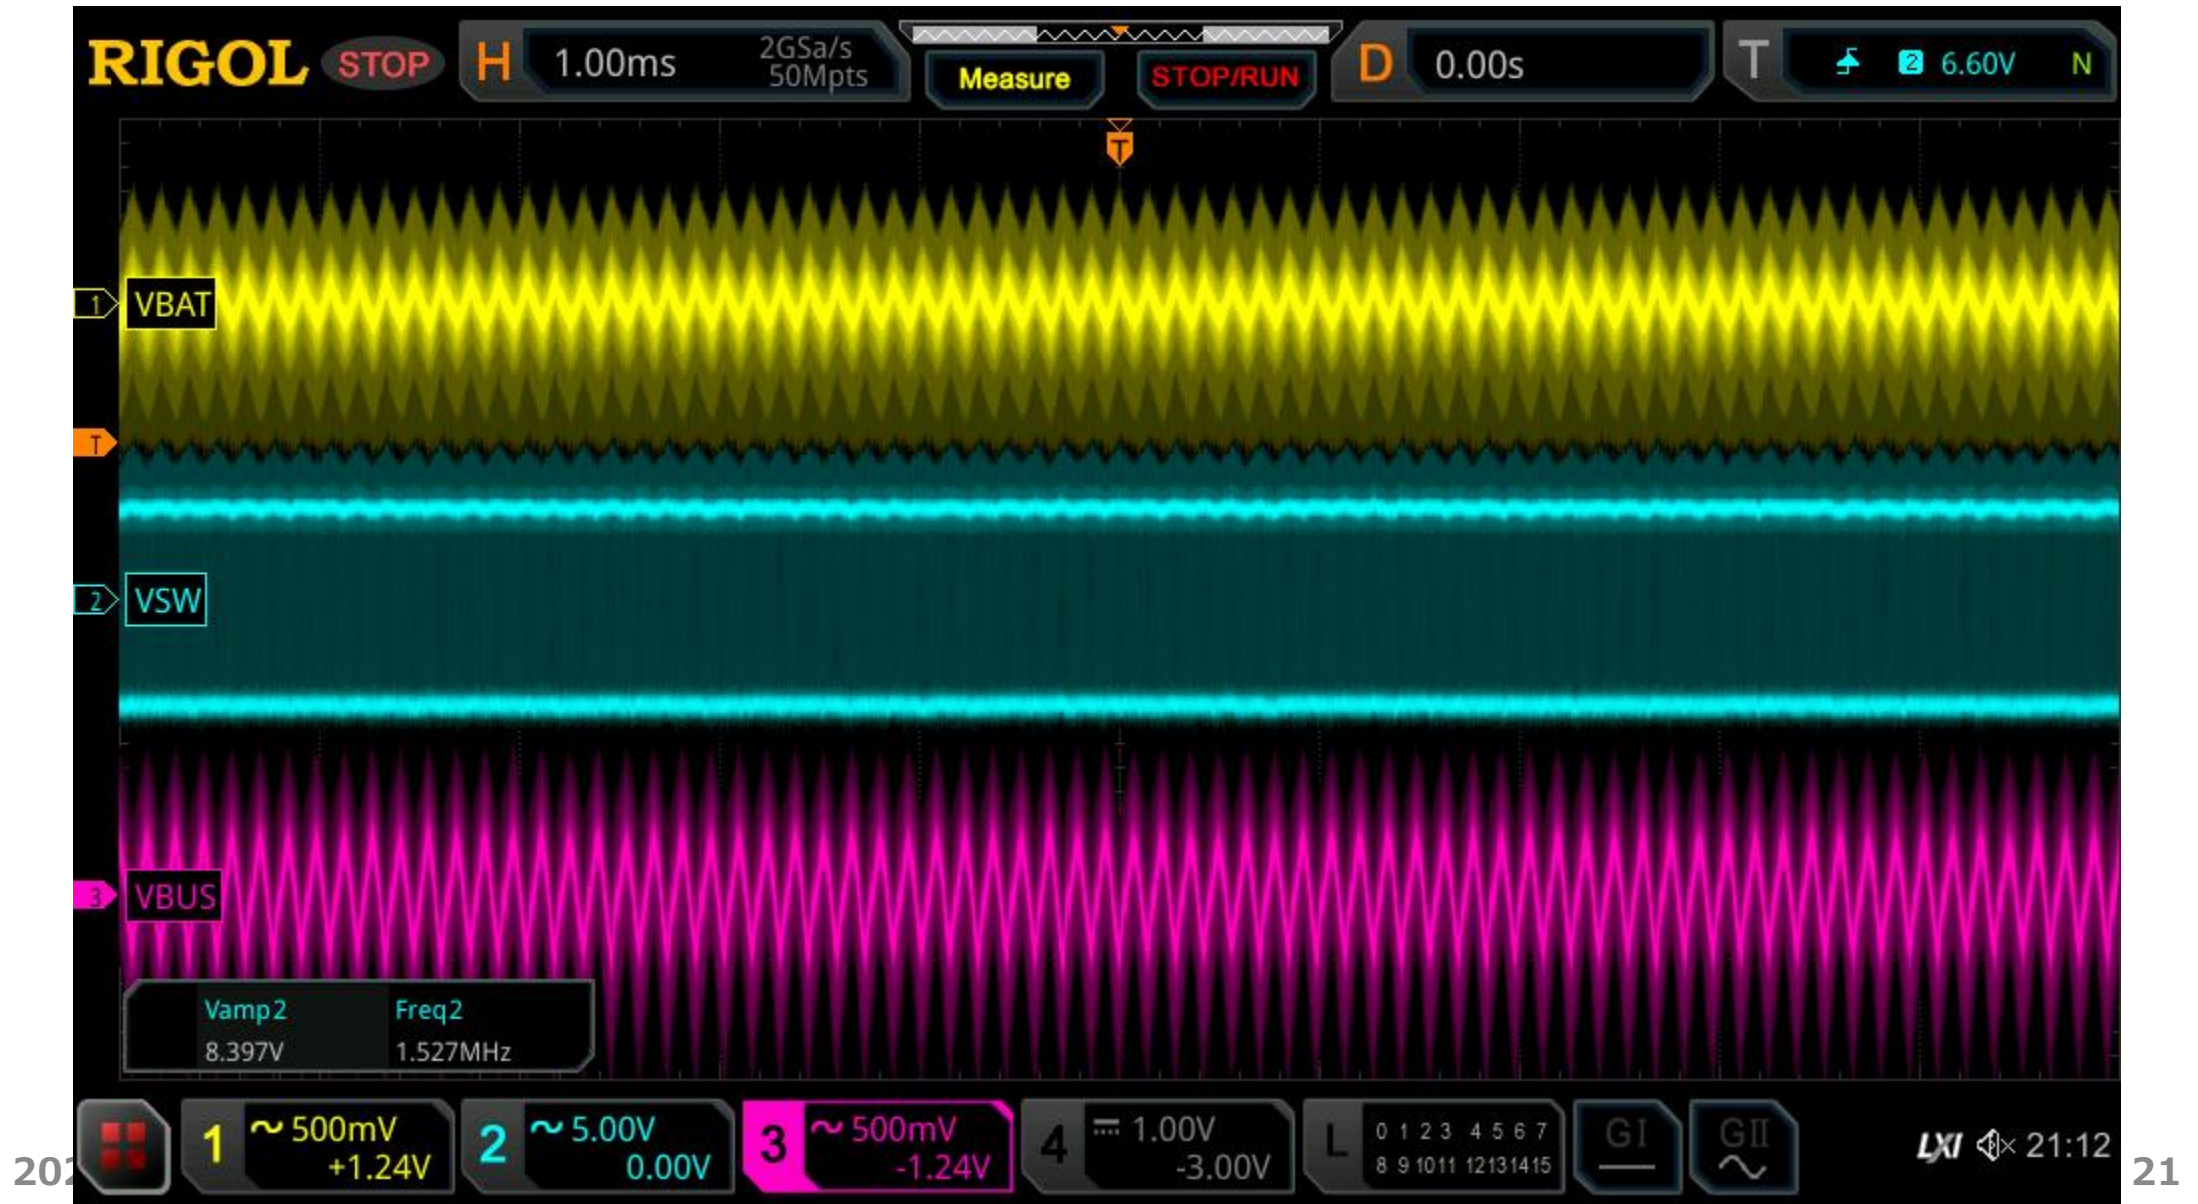 RIGOL STOP H 1.00ms 2GSa/s 50Mpts Measure STOP/RUN D 0.00s T 2 6.60V N
T
1 VBAT
T
2 VSW
3 VBUS
Vamp2 Freq2
8.397V 1.527MHz
1 500mV 2 5.00V 3 500mV 4 1.00V L 0 1 2 3 4 5 6 7 GI GII
+1.24V 0.00V -1.24V -3.00V 8 9 10 11 12 13 14 15 LXI 21:12
21